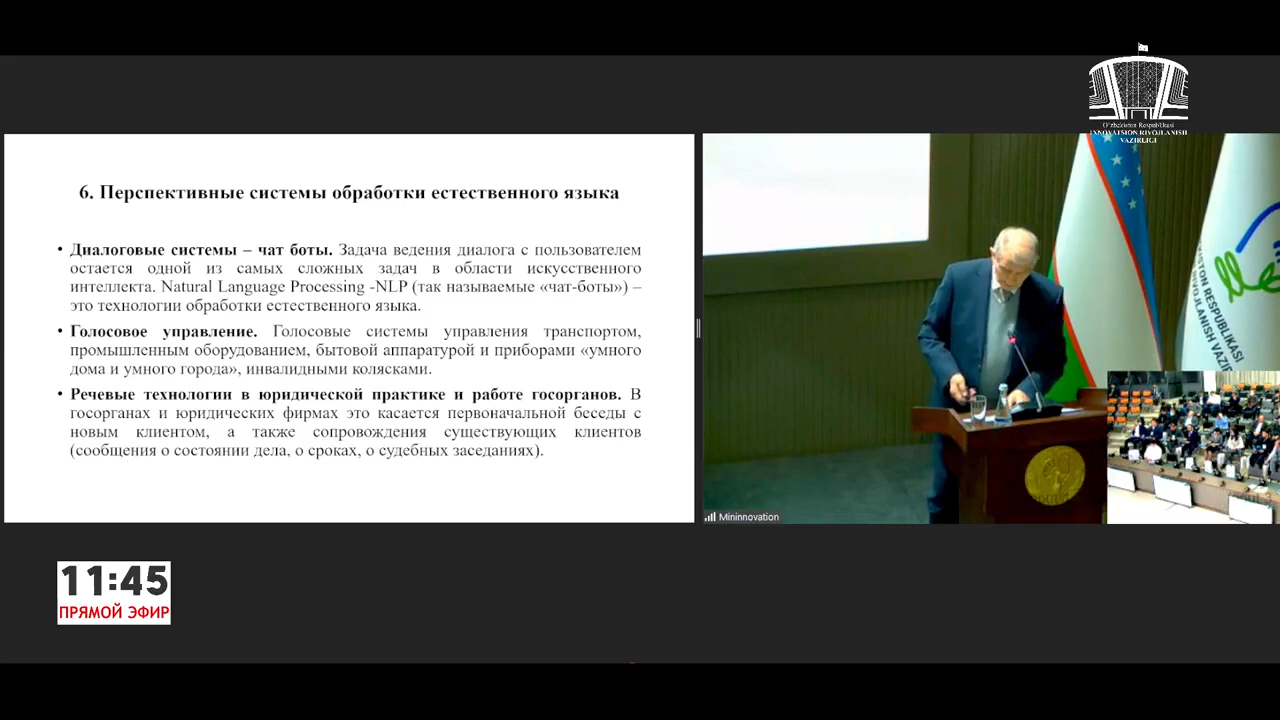 O'zbekiston Respublikasi
INNOVATSION RIVOJLANISH
VAZIRLIGI
6. Перспективные системы обработки естественного языка
• Диалоговые системы – чат боты. Задача ведения диалога с пользователем
остается одной из самых сложных задач в области искусственного
интеллекта. Natural Language Processing -NLP (так называемые «чат-боты») –
это технологии обработки естественного языка.
• Голосовое управление. Голосовые системы управления транспортом,
промышленным оборудованием, бытовой аппаратурой и приборами «умного
дома и умного города», инвалидными колясками.
• Речевые технологии в юридической практике и работе госорганов. В
госорганах и юридических фирмах это касается первоначальной беседы с
новым клиентом, а также сопровождения существующих клиентов
(сообщения о состоянии дела, о сроках, о судебных заседаниях).
RESPUBLIKASI
Mininnovation
11:45
ПРЯМОЙ ЭФИР